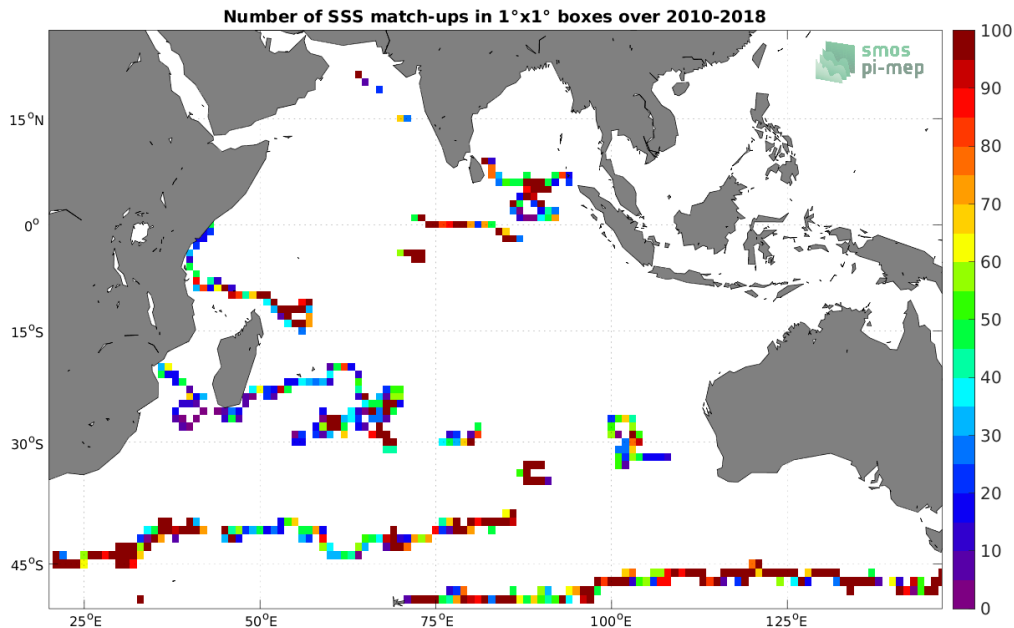 Number of SSS match-ups in 1°x1° boxes over 2010-2018
smos
pi-mep
15°N
0°
15°S
30°S
45°S
25°E
50°E
75°E
100°E
125°E
100
90
80
70
60
50
40
30
20
10
0